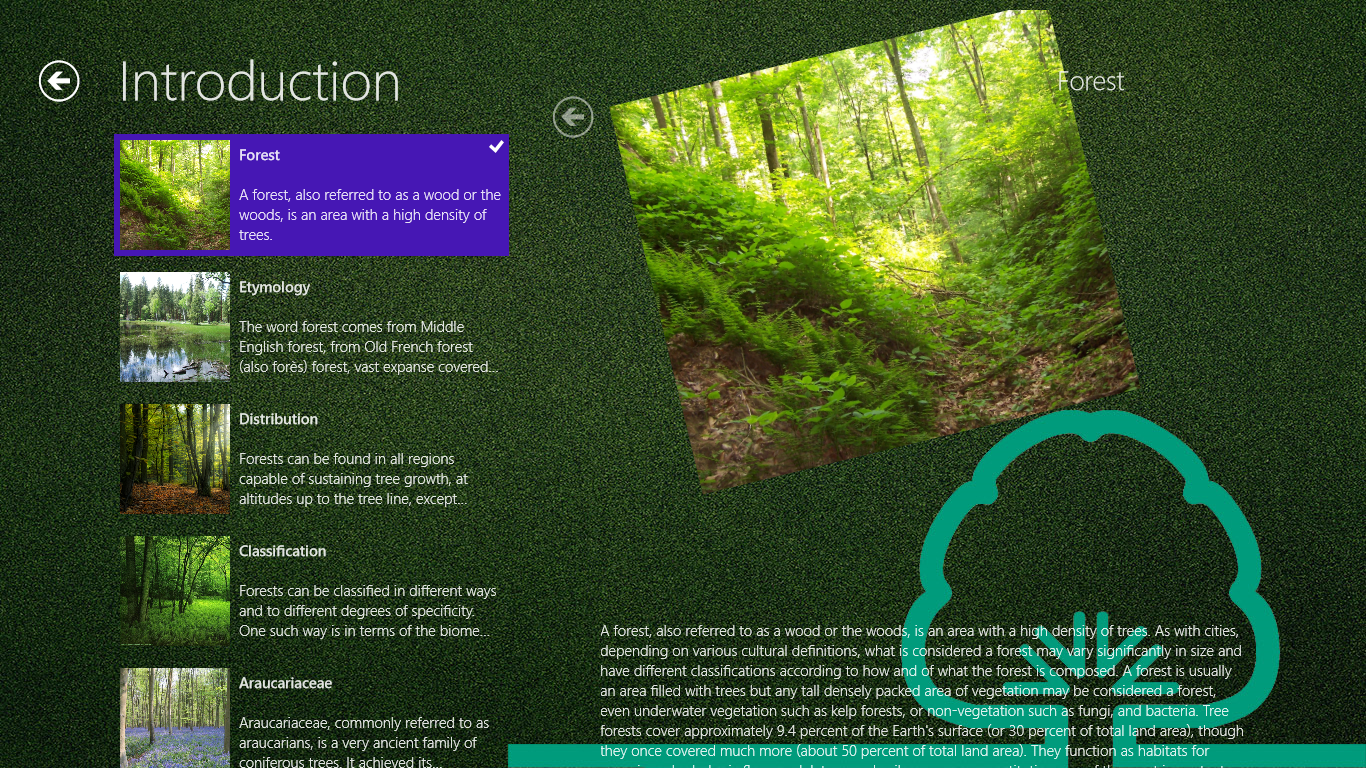 Introduction
Forest
A forest, also referred to as a wood or the
woods, is an area with a high density of
trees.
Etymology
The word forest comes from Middle
English forest, from Old French forest
(also forès) forest, vast expanse covered...
Distribution
Forests can be found in all regions
capable of sustaining tree growth, at
altitudes up to the tree line, except...
Classification
Forests can be classified in different ways
and to different degrees of specificity.
One such way is in terms of the biome...
Araucariaceae
Araucariaceae, commonly referred to as
araucarians, is a very ancient family of
coniferous trees. It achieved its...
Forest
A forest, also referred to as a wood or the woods, is an area with a high density of trees. As with cities,
depending on various cultural definitions, what is considered a forest may vary significantly in size and
have different classifications according to how and of what the forest is composed. A forest is usually
an area filled with trees but any tall densely packed area of vegetation may be considered a forest,
even underwater vegetation such as kelp forests, or non-vegetation such as fungi, and bacteria. Tree
forests cover approximately 9.4 percent of the Earth's surface (or 30 percent of total land area), though
they once covered much more (about 50 percent of total land area). They function as habitats for